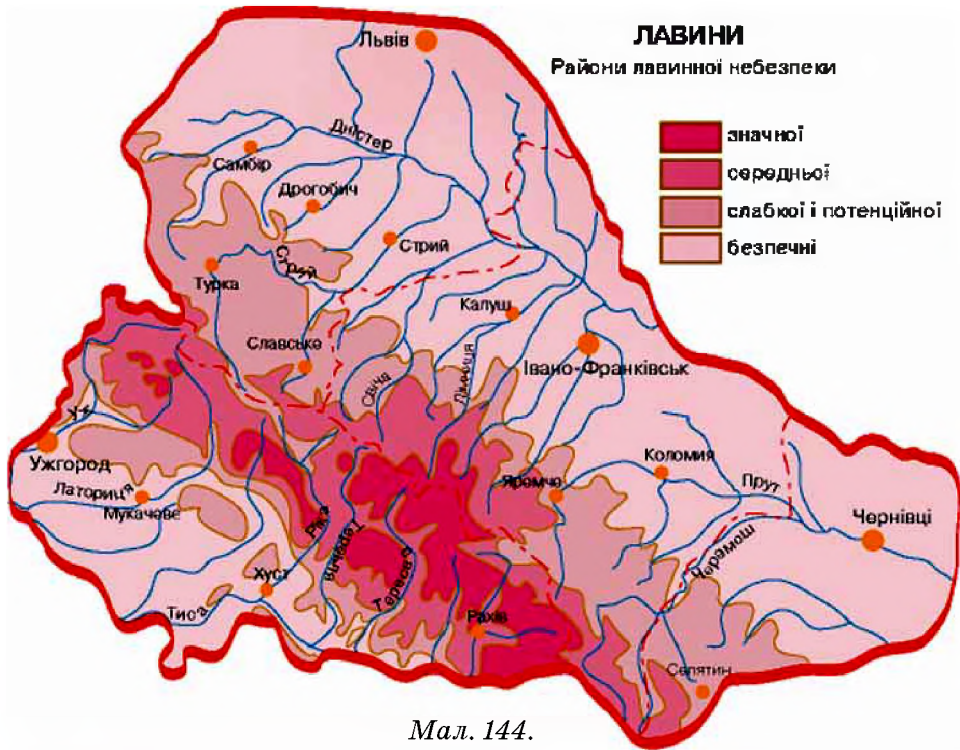 ЛАВИНИ
Райони лавинної небезпеки
значної
середньої
слабкої і потенційної
безпечні
Львів
Дністер
Самбір
Дрогобич
Стрий
Стрий
Турка
Калуш
Славське
Свіча
Лімниця
Івано-Франківськ
Уж
Ужгород
Латориця
Мукачеве
Яремче
Коломия
Прут
Чернівці
Ріка
Теребля
Тересва
Черемош
Хуст
Тиса
Рахів
Селятин
Мал. 144.